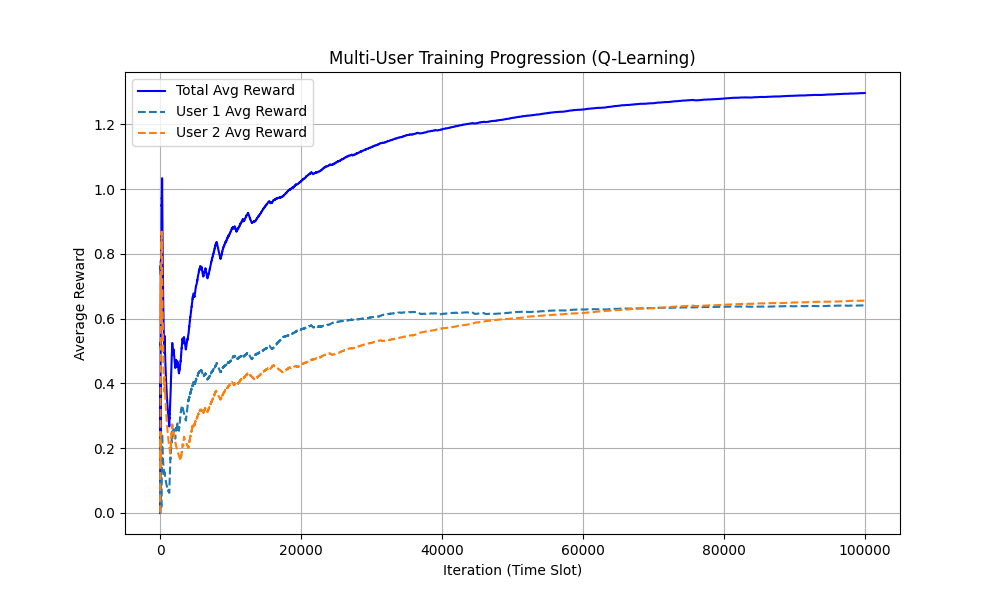 Multi-User Training Progression (Q-Learning)
Total Avg Reward
User 1 Avg Reward
User 2 Avg Reward
Average Reward
1.2
1.0
0.8
0.6
0.4
0.2
0.0
0 20000 40000 60000 80000 100000
Iteration (Time Slot)